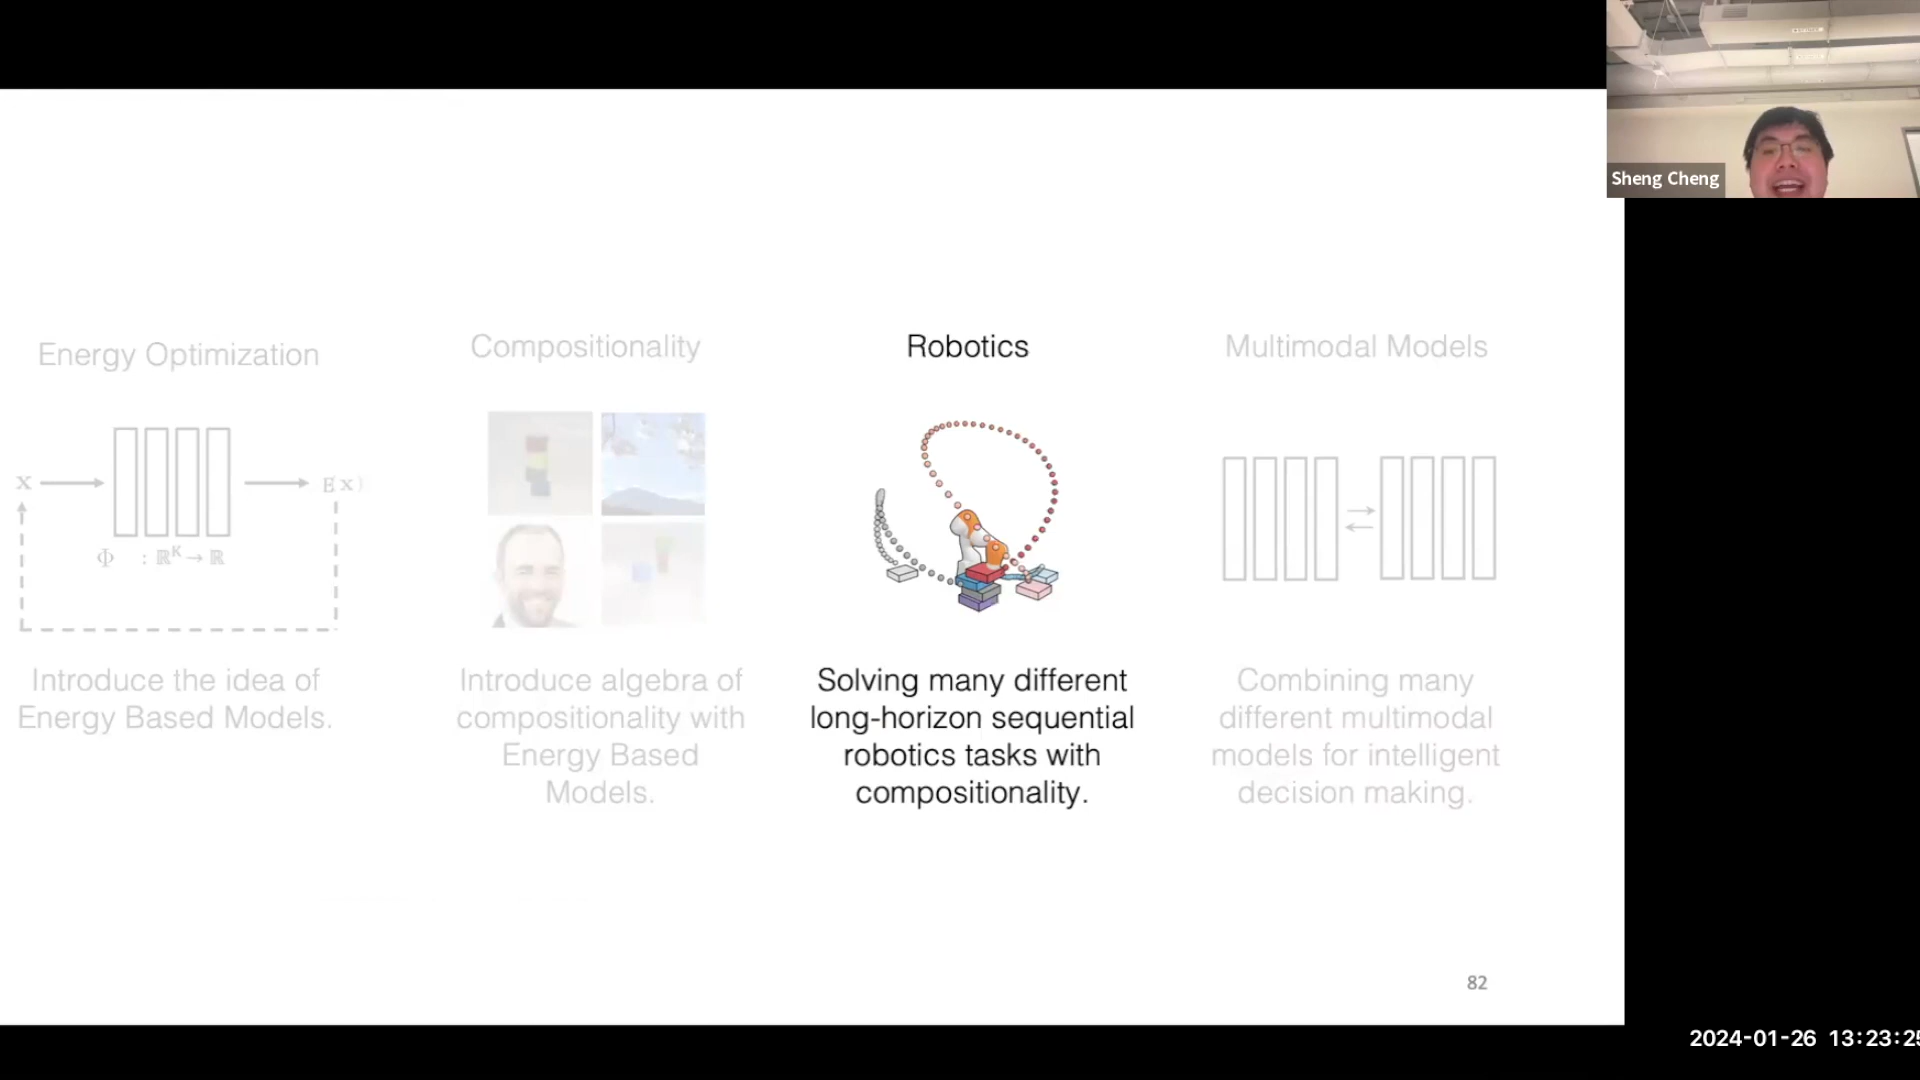 Sheng Cheng
Energy Optimization
Compositionality
Robotics
Multimodal Models
x
E(x)
Φ : ℝᴷ → ℝ
Introduce the idea of
Energy Based Models.
Introduce algebra of
compositionality with
Energy Based
Models.
Solving many different
long-horizon sequential
robotics tasks with
compositionality.
Combining many
different multimodal
models for intelligent
decision making.
82
2024-01-26 13:23:25